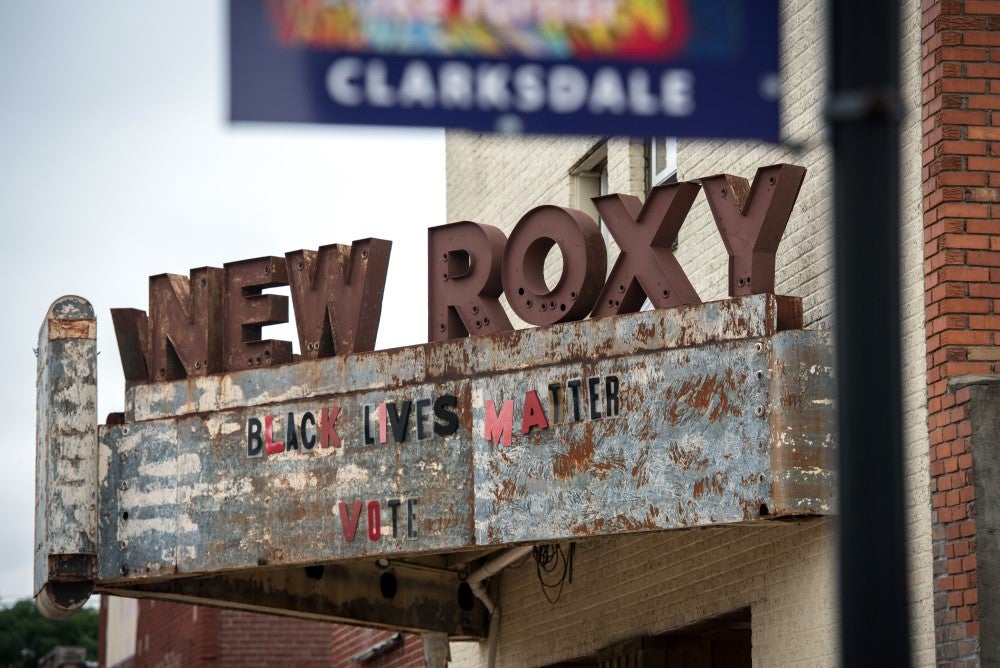 CLARKSDALE
NEW ROXY
BLACK LIVES MATTER
VOTE